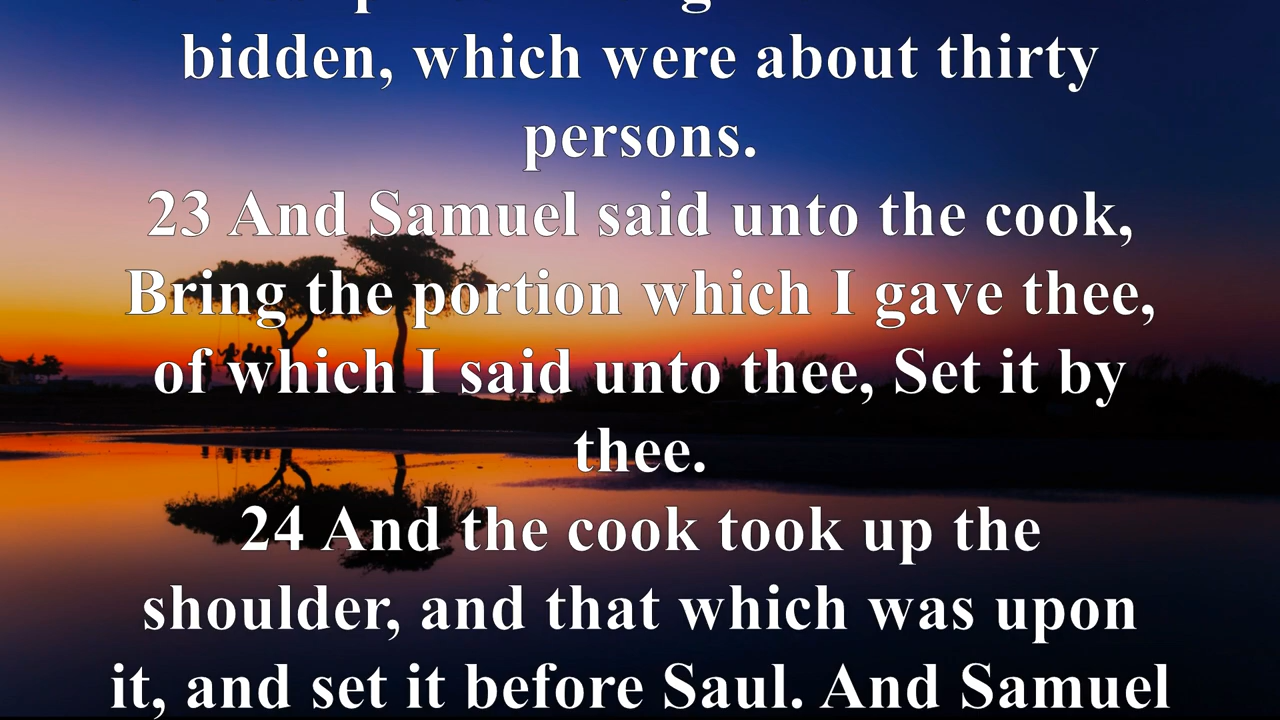 bidden, which were about thirty
persons.
23 And Samuel said unto the cook,
Bring the portion which I gave thee,
of which I said unto thee, Set it by
thee.
24 And the cook took up the
shoulder, and that which was upon
it, and set it before Saul. And Samuel